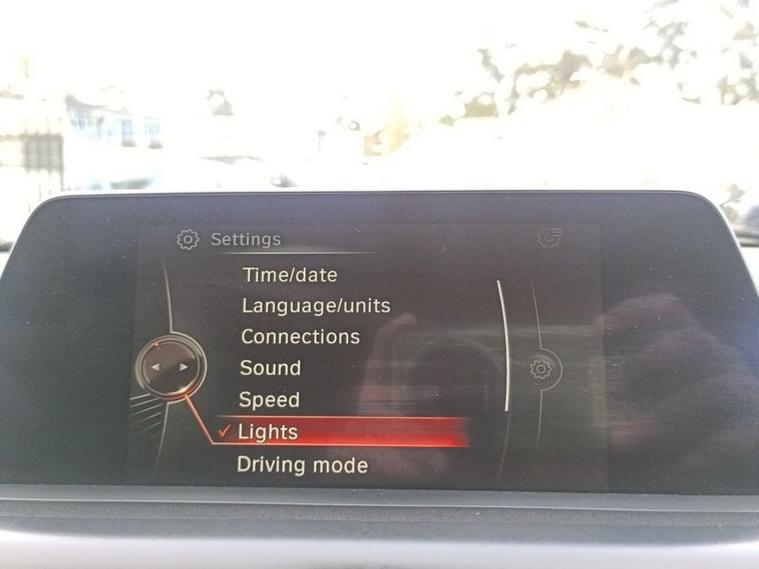 Settings
Time/date
Language/units
Connections
Sound
Speed
Lights
Driving mode